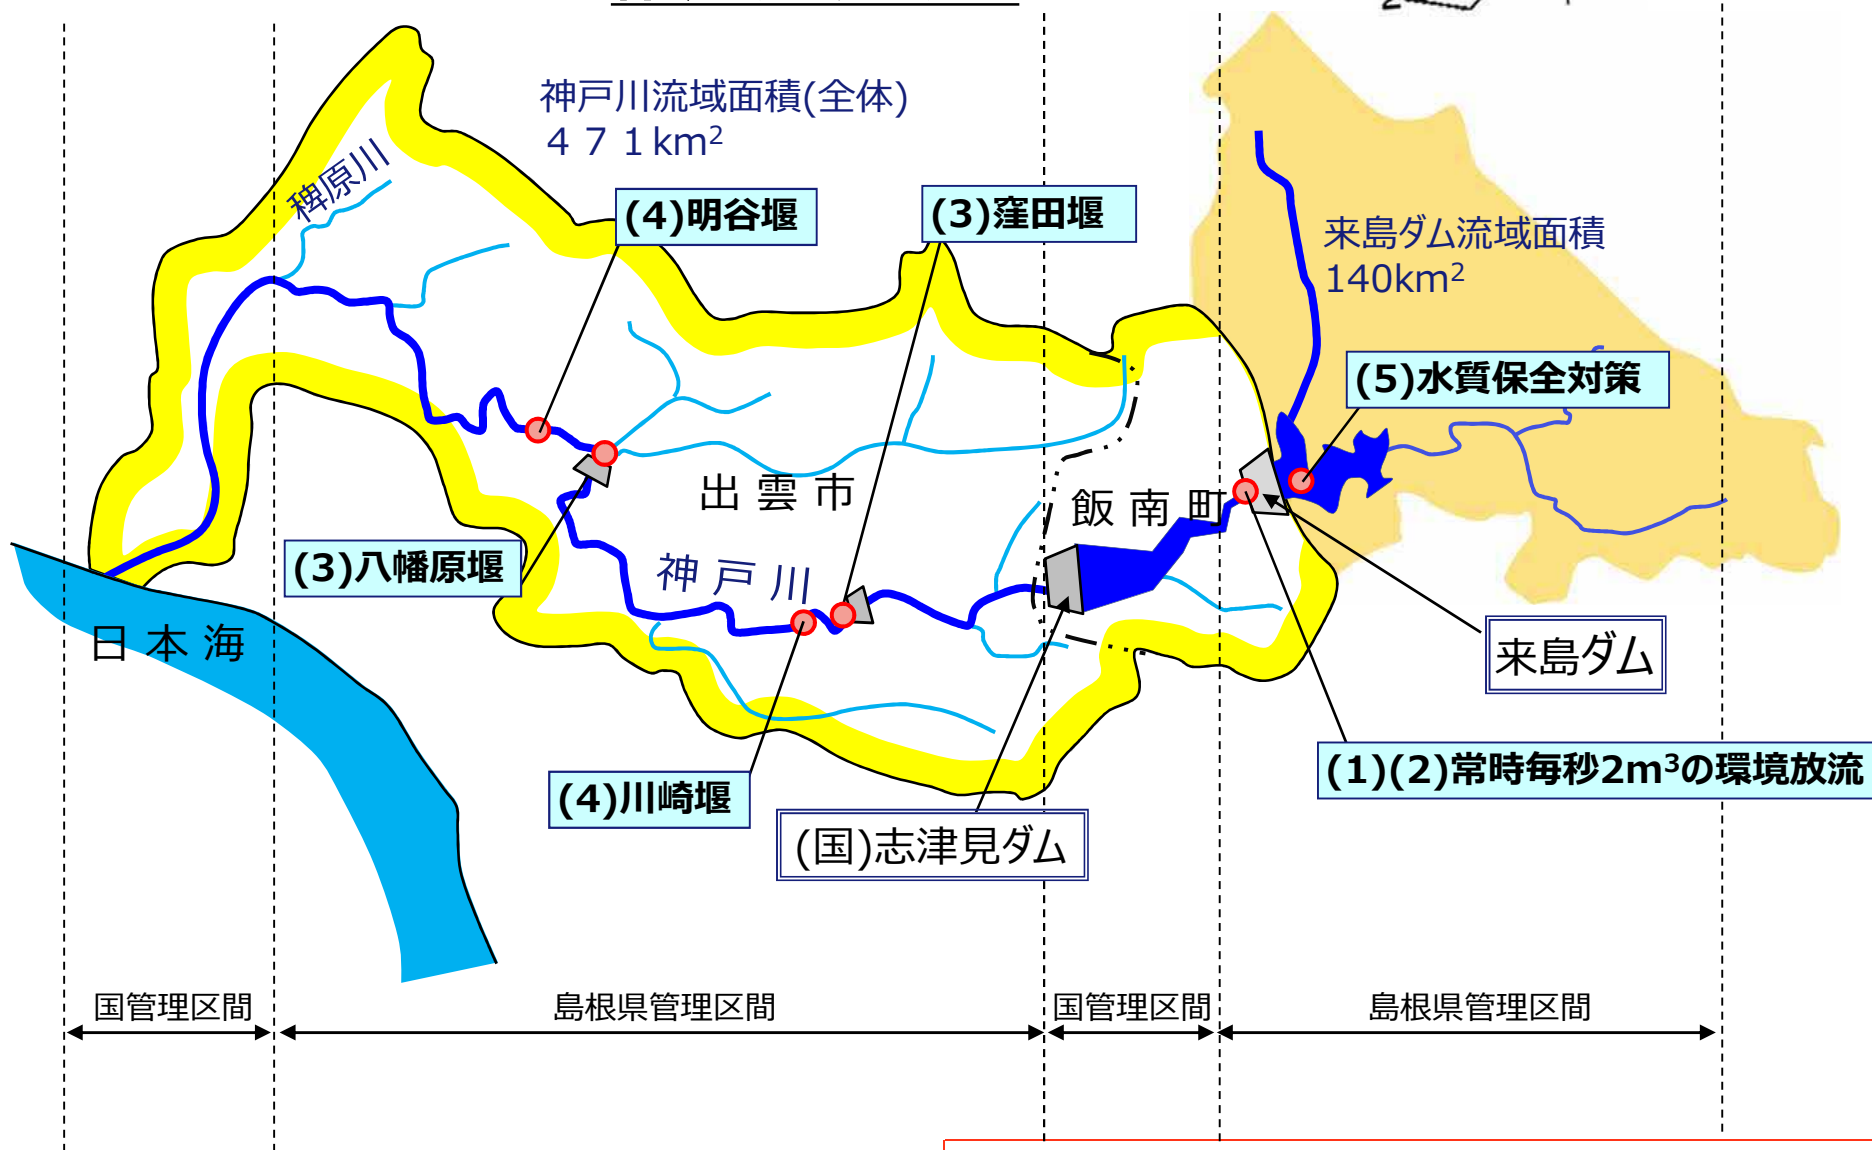 神戸川流域面積(全体)
４７１km²
稗原川
(4)明谷堰
(3)窪田堰
来島ダム流域面積
140km²
(5)水質保全対策
出雲市
飯南町
(3)八幡原堰
神戸川
日本海
来島ダム
(1)(2)常時毎秒2m³の環境放流
(4)川崎堰
(国)志津見ダム
国管理区間
島根県管理区間
国管理区間
島根県管理区間